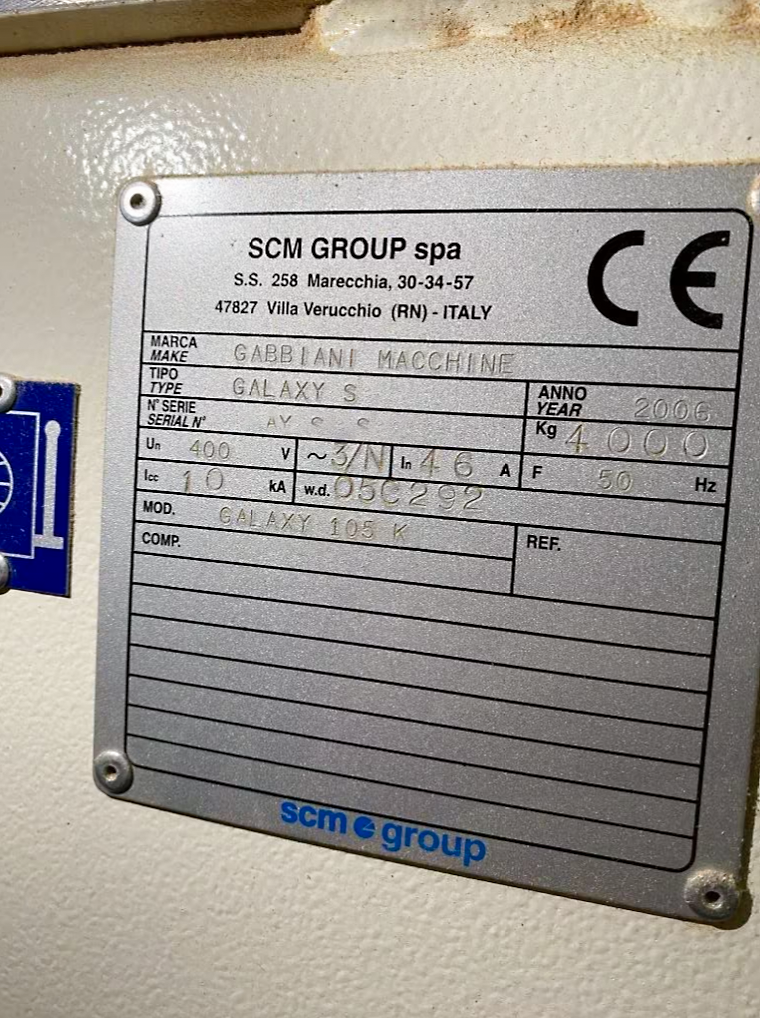 SCM GROUP spa
S.S. 258 Marecchia, 30-34-57
47827 Villa Verucchio (RN) - ITALY
CE
MARCA
MAKE GABBIANI MACCHINE
TIPO
TYPE GALAXY S
ANNO
YEAR 2006
N° SERIE
SERIAL N°
Kg 4000
Un 400 V ~3/N In 46 A F 50 Hz
Icc 10 kA w.d. 05C292
MOD. GALAXY 105 K
COMP.
REF.
scm group